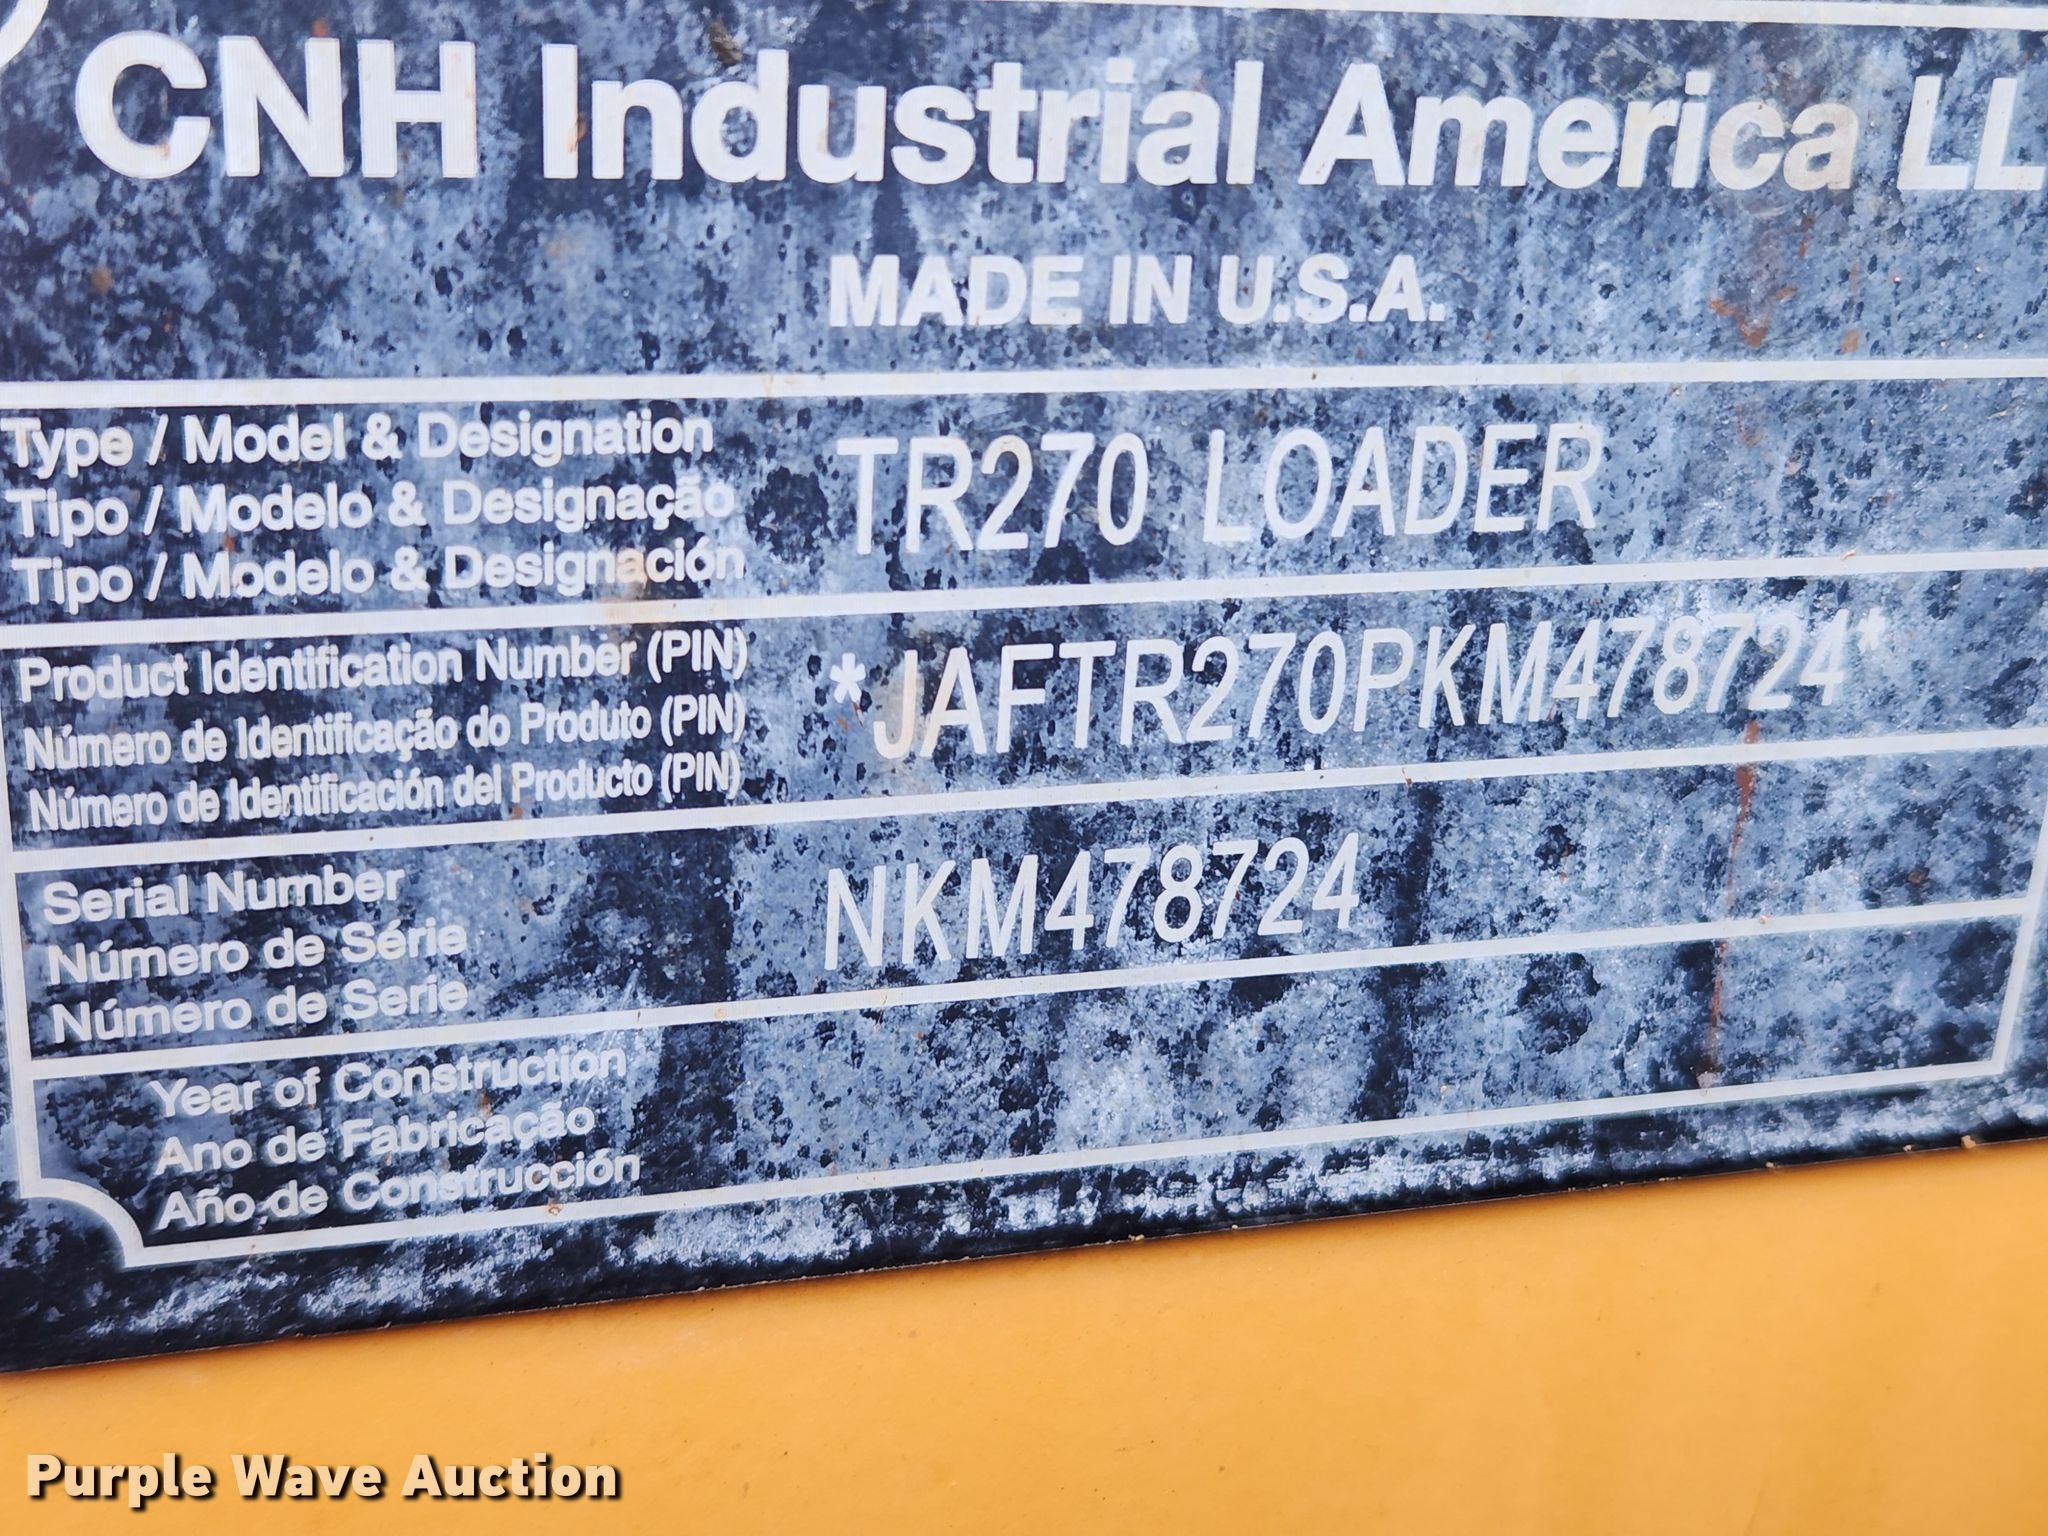 CNH Industrial America LL
MADE IN U.S.A.
Type / Model & Designation
Tipo / Modelo & Designação
Tipo / Modelo & Designación
TR270 LOADER
Product Identification Number (PIN)
Número de Identificação do Produto (PIN)
Número de Identificación del Producto (PIN)
*JAFTR270PKM478724*
Serial Number
Número de Série
Número de Serie
NKM478724
Year of Construction
Ano de Fabricação
Año de Construcción
Purple Wave Auction